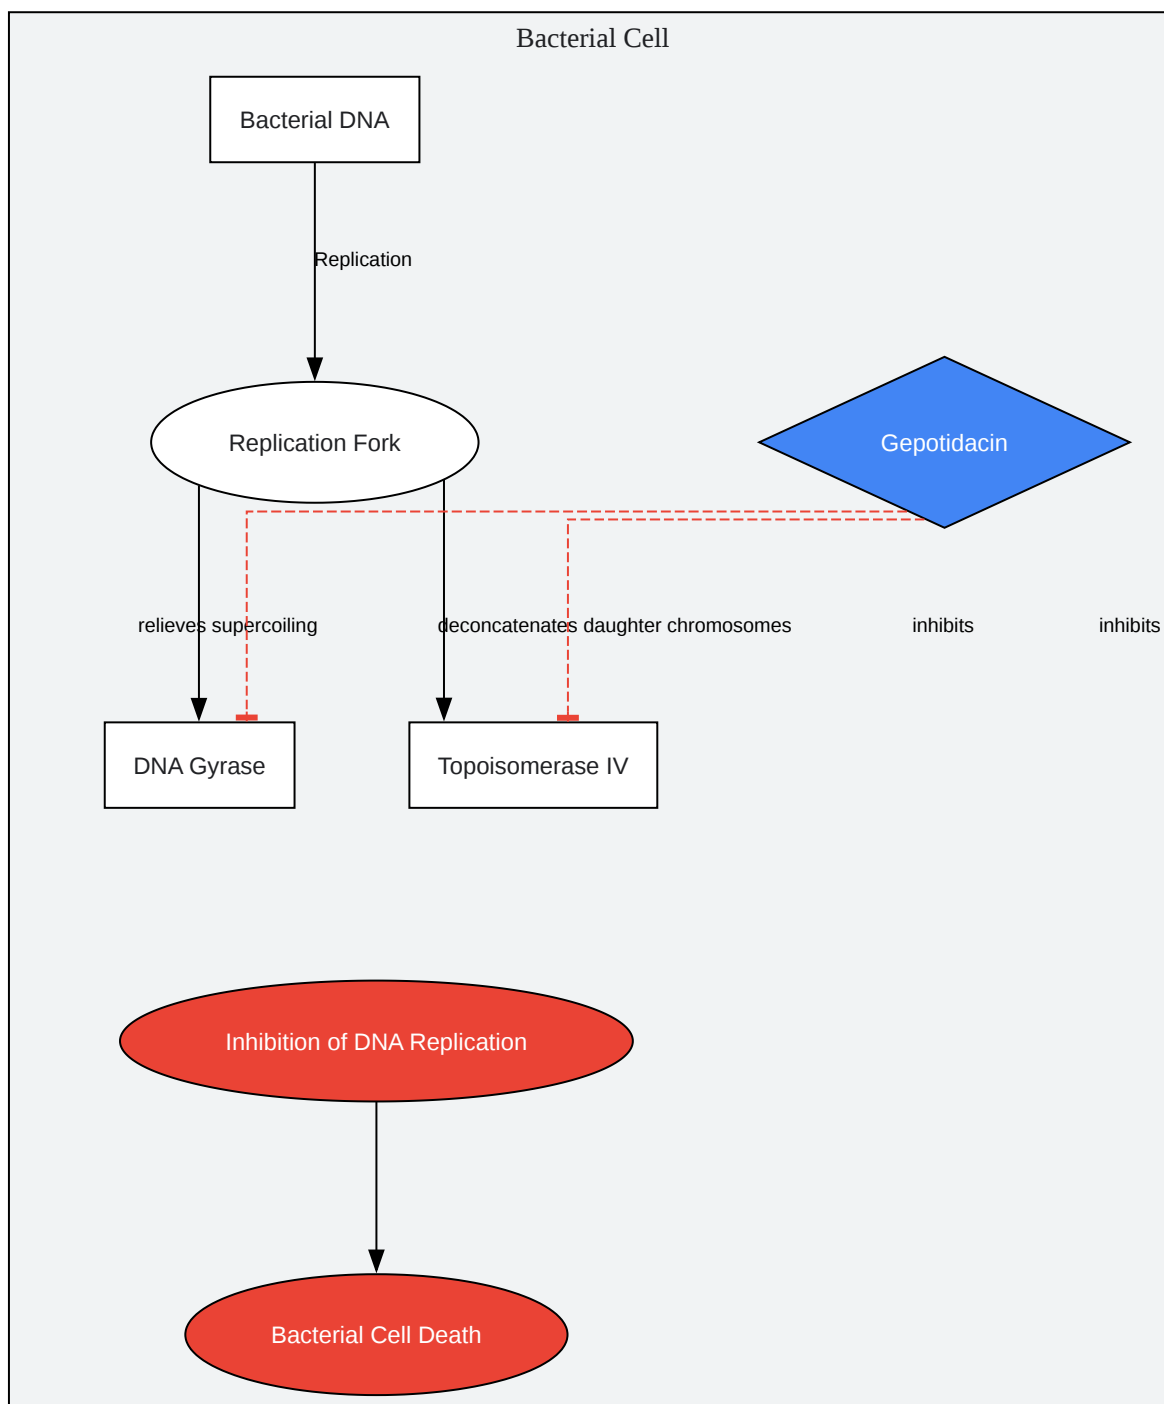 Bacterial Cell
Bacterial DNA
Replication
Replication Fork
Gepotidacin
relieves supercoiling
deconcatenates daughter chromosomes
inhibits
inhibits
DNA Gyrase
Topoisomerase IV
Inhibition of DNA Replication
Bacterial Cell Death